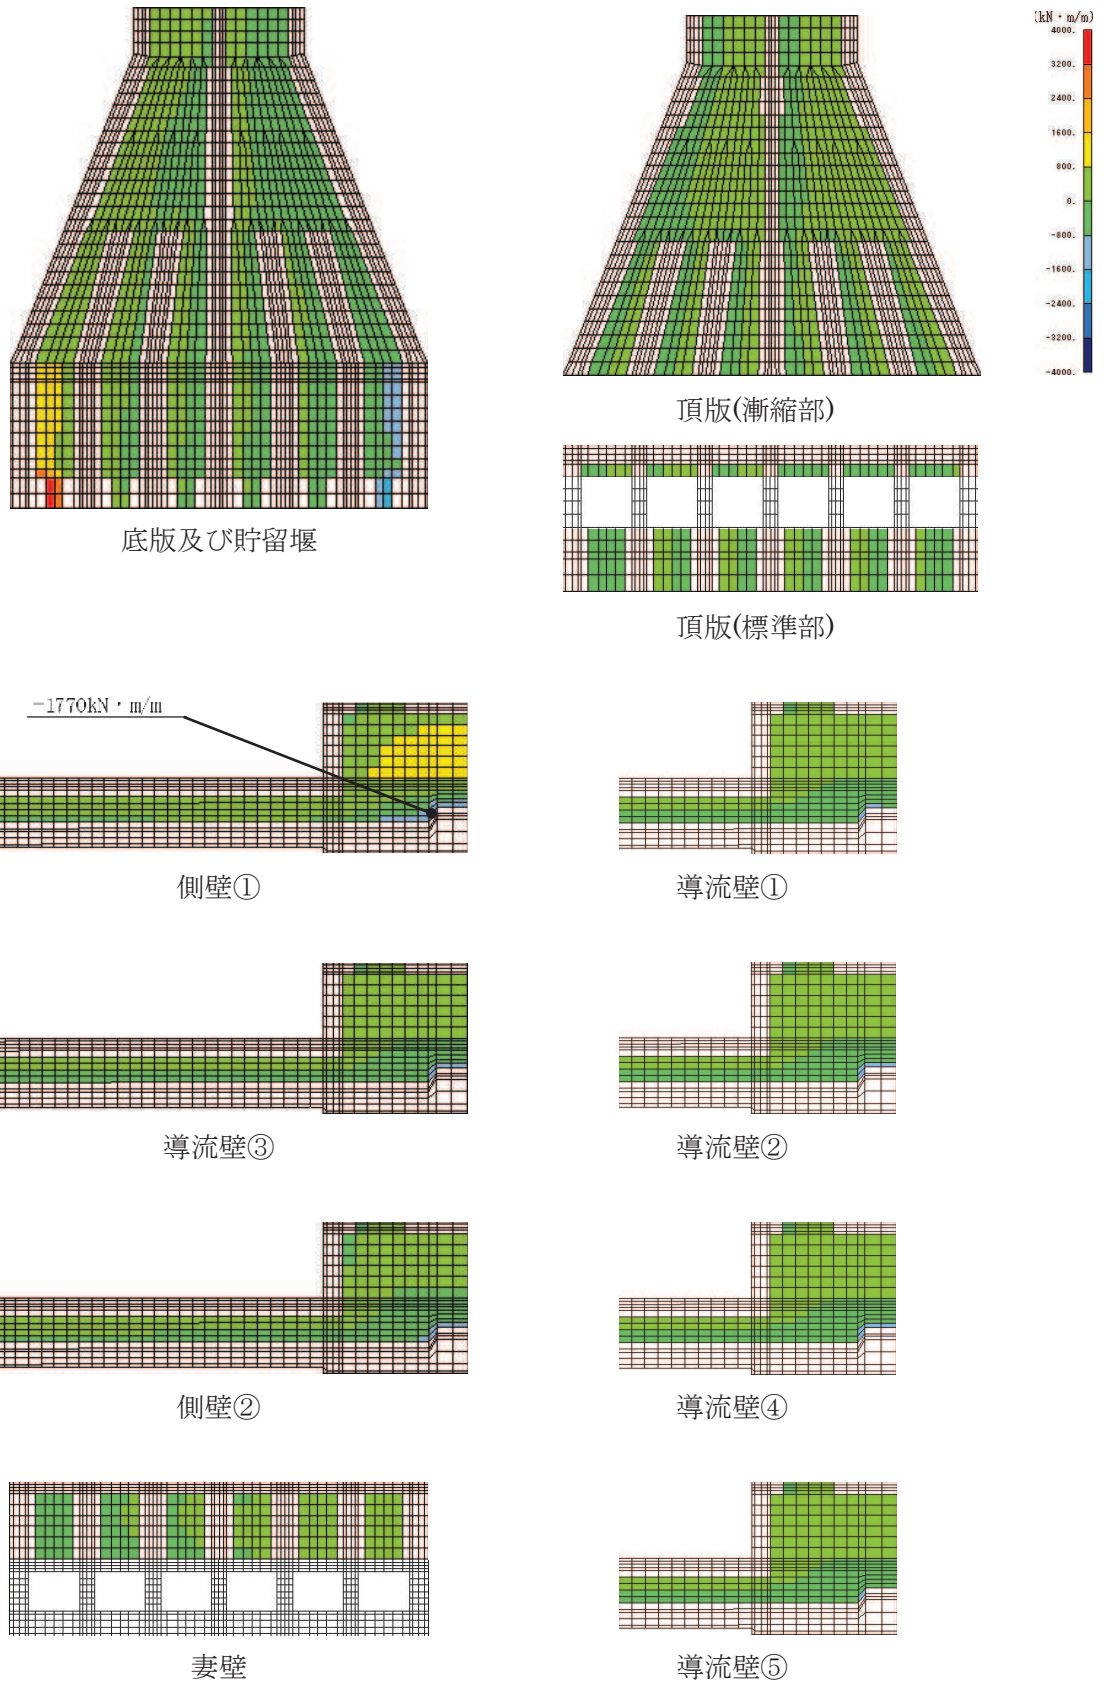 (kN・m/m)
4000.
3200.
2400.
1600.
800.
0.
-800.
-1600.
-2400.
-3200.
-4000.
頂版(漸縮部)
底版及び貯留堰
頂版(標準部)
-1770kN・m/m
側壁①
導流壁①
導流壁③
導流壁②
側壁②
導流壁④
妻壁
導流壁⑤